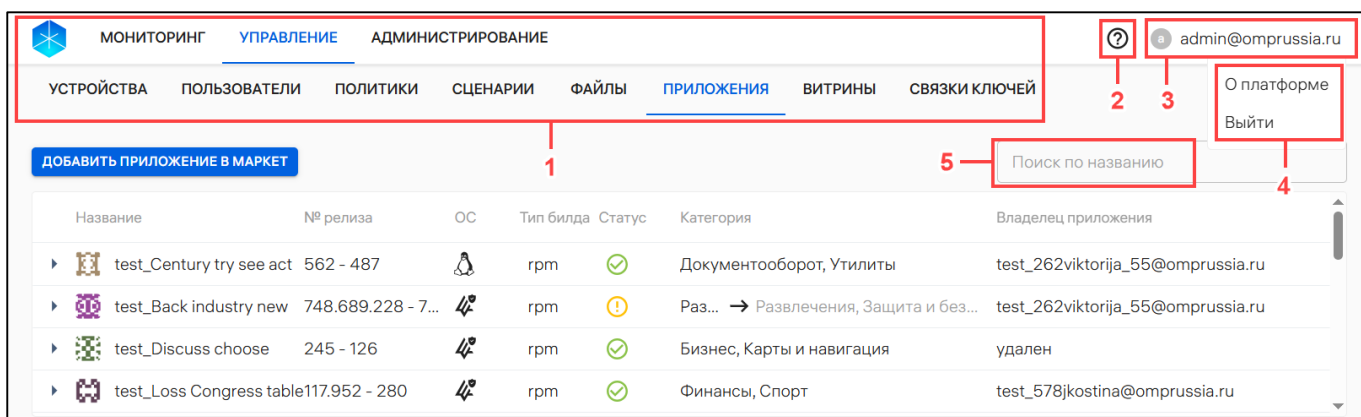 МОНИТОРИНГ УПРАВЛЕНИЕ АДМИНИСТРИРОВАНИЕ a admin@omprussia.ru
УСТРОЙСТВА ПОЛЬЗОВАТЕЛИ ПОЛИТИКИ СЦЕНАРИИ ФАЙЛЫ ПРИЛОЖЕНИЯ ВИТРИНЫ СВЯЗКИ КЛЮЧЕЙ
2 3
О платформе
Выйти
1
4
ДОБАВИТЬ ПРИЛОЖЕНИЕ В МАРКЕТ
5 Поиск по названию
Название № релиза ОС Тип билда Статус Категория Владелец приложения
test_Century try see act 562 - 487 rpm Документооборот, Утилиты test_262viktorija_55@omprussia.ru
test_Back industry new 748.689.228 - 7... rpm Раз... → Развлечения, Защита и без... test_262viktorija_55@omprussia.ru
test_Discuss choose 245 - 126 rpm Бизнес, Карты и навигация удален
test_Loss Congress table 117.952 - 280 rpm Финансы, Спорт test_578jkostina@omprussia.ru